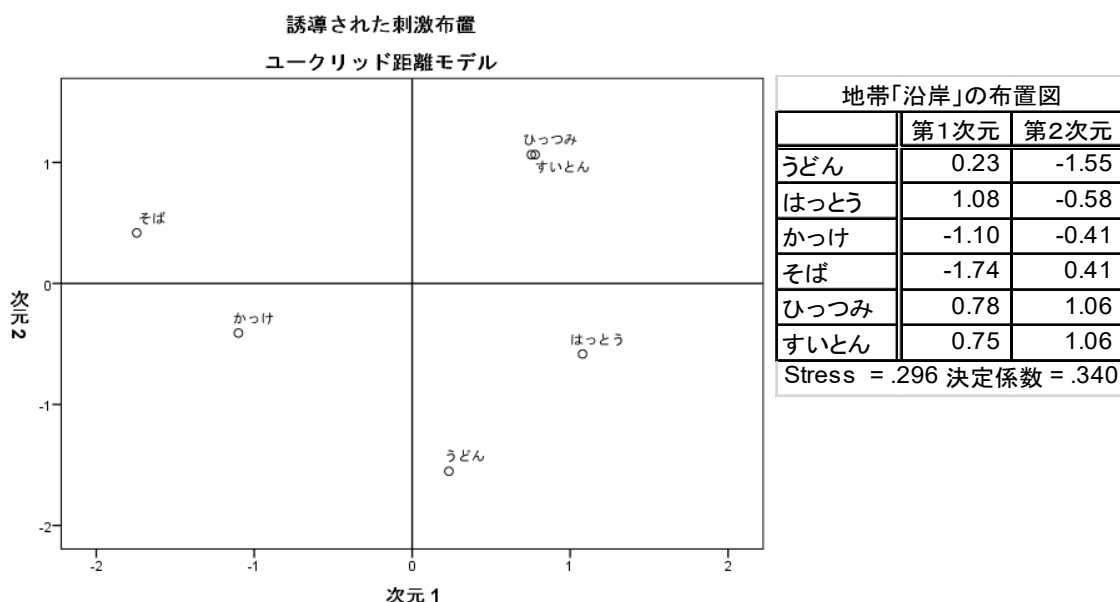 誘導された刺激布置
ユークリッド距離モデル
次元2
1
0
-1
-2
-2
-1
0
1
2
次元1
ひっつみ
すいとん
そば
かっけ
はっとう
うどん
地帯「沿岸」の布置図
第1次元 第2次元
うどん 0.23 -1.55
はっとう 1.08 -0.58
かっけ -1.10 -0.41
そば -1.74 0.41
ひっつみ 0.78 1.06
すいとん 0.75 1.06
Stress = .296 決定係数 = .340